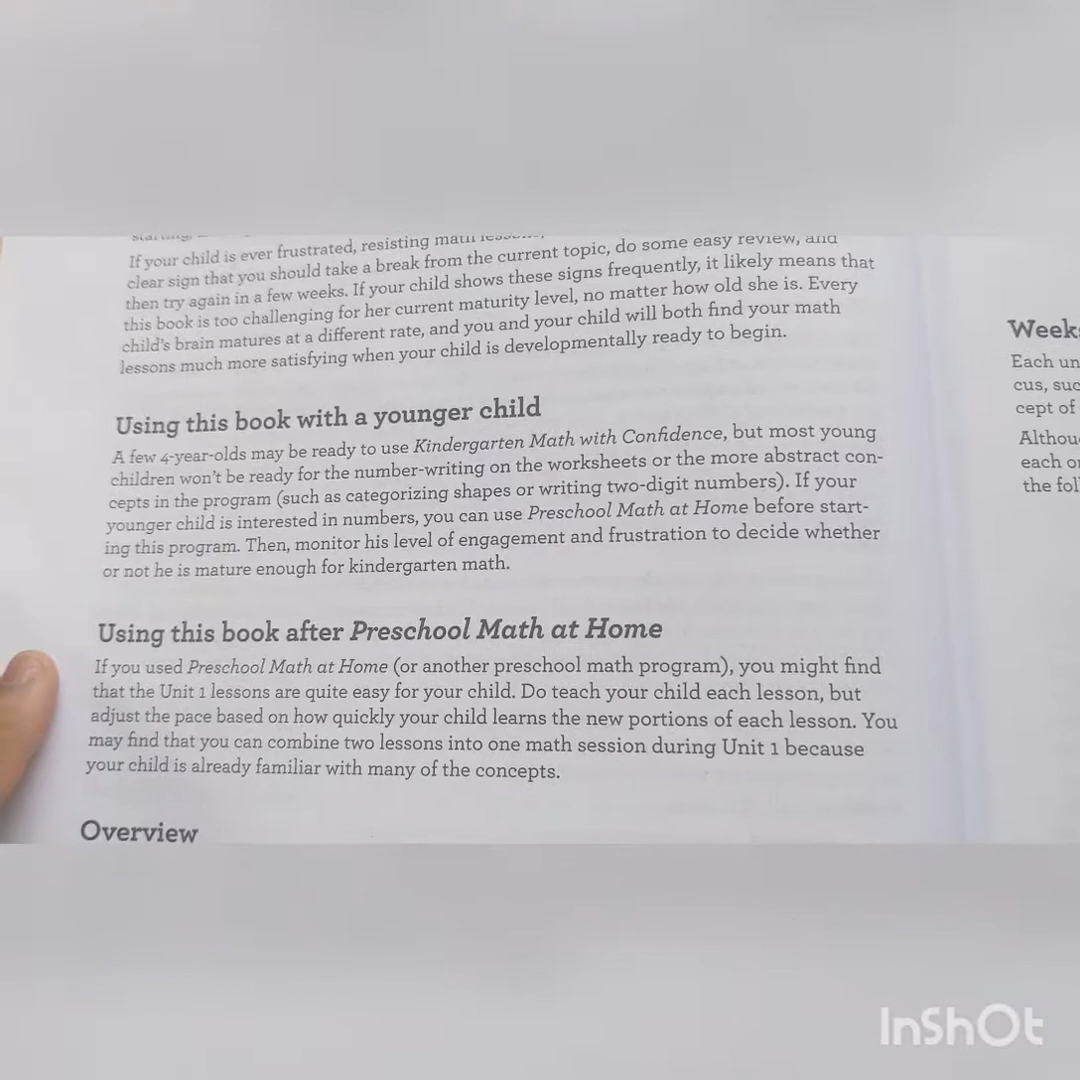 If your child is ever frustrated, resisting math
clear sign that you should take a break from the current topic, do some easy review, and
then try again in a few weeks. If your child shows these signs frequently, it likely means that
this book is too challenging for her current maturity level, no matter how old she is. Every
child's brain matures at a different rate, and you and your child will both find your math
lessons much more satisfying when your child is developmentally ready to begin.
Using this book with a younger child
A few 4-year-olds may be ready to use Kindergarten Math with Confidence, but most young
children won't be ready for the number-writing on the worksheets or the more abstract con-
cepts in the program (such as categorizing shapes or writing two-digit numbers). If your
younger child is interested in numbers, you can use Preschool Math at Home before start-
ing this program. Then, monitor his level of engagement and frustration to decide whether
or not he is mature enough for kindergarten math.
Using this book after Preschool Math at Home
If you used Preschool Math at Home (or another preschool math program), you might find
that the Unit 1 lessons are quite easy for your child. Do teach your child each lesson, but
adjust the pace based on how quickly your child learns the new portions of each lesson. You
may find that you can combine two lessons into one math session during Unit 1 because
your child is already familiar with many of the concepts.
Overview
Week
Each un
cus, suc
cept of
Althou
each o
the fol
InShOt